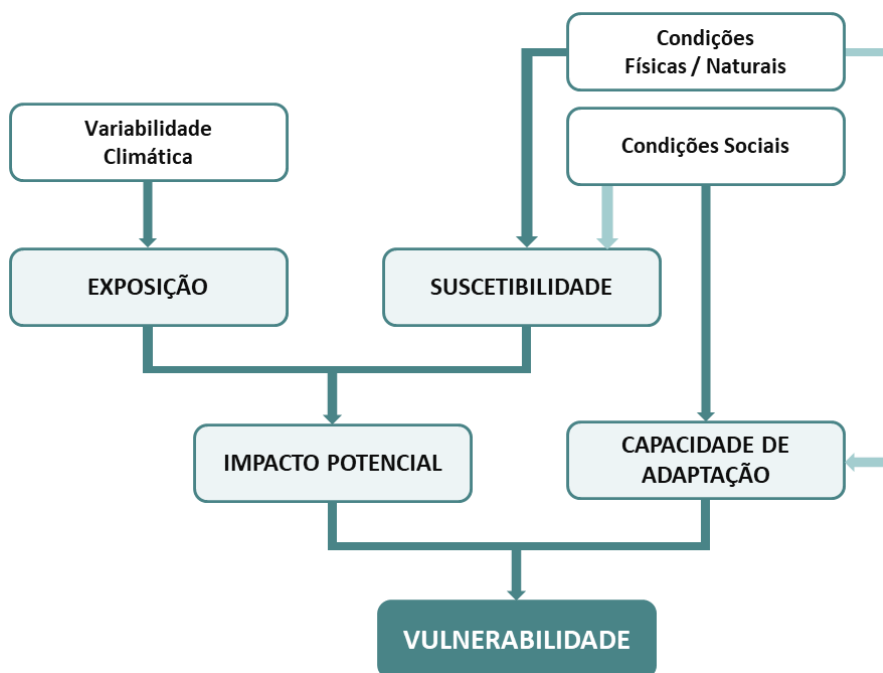 Condições
Físicas / Naturais
Variabilidade
Climática
Condições Sociais
EXPOSIÇÃO
SUSCETIBILIDADE
IMPACTO POTENCIAL
CAPACIDADE DE
ADAPTAÇÃO
VULNERABILIDADE